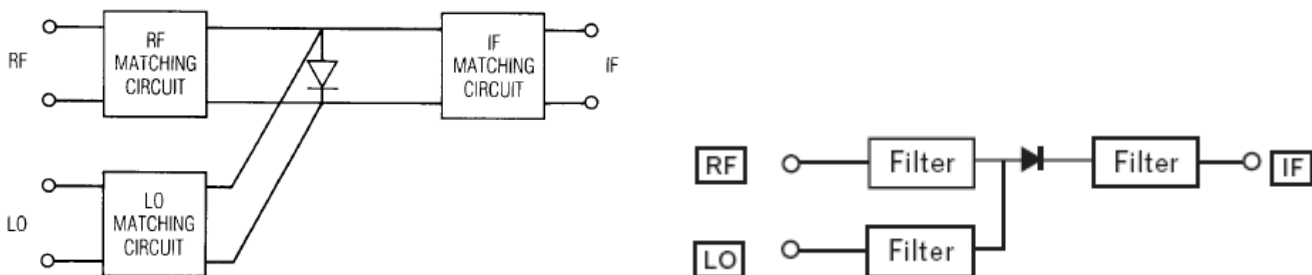 RF
RF
MATCHING
CIRCUIT
IF
MATCHING
CIRCUIT
IF
LO
LO
MATCHING
CIRCUIT
RF
Filter
Filter
IF
LO
Filter